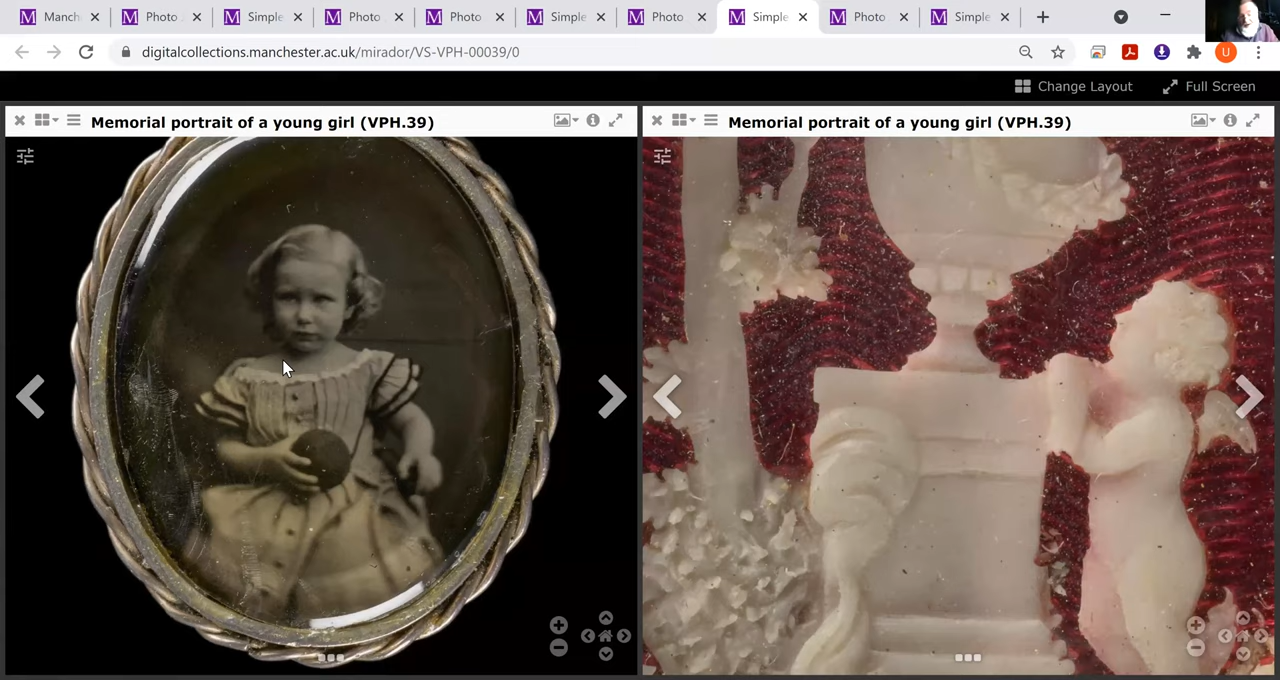 Manch
Photo
Simple
Photo
Photo
Simple
Photo
Simple
Photo
Simple
digitalcollections.manchester.ac.uk/mirador/VS-VPH-00039/0
U
Change Layout
Full Screen
Memorial portrait of a young girl (VPH.39)
Memorial portrait of a young girl (VPH.39)